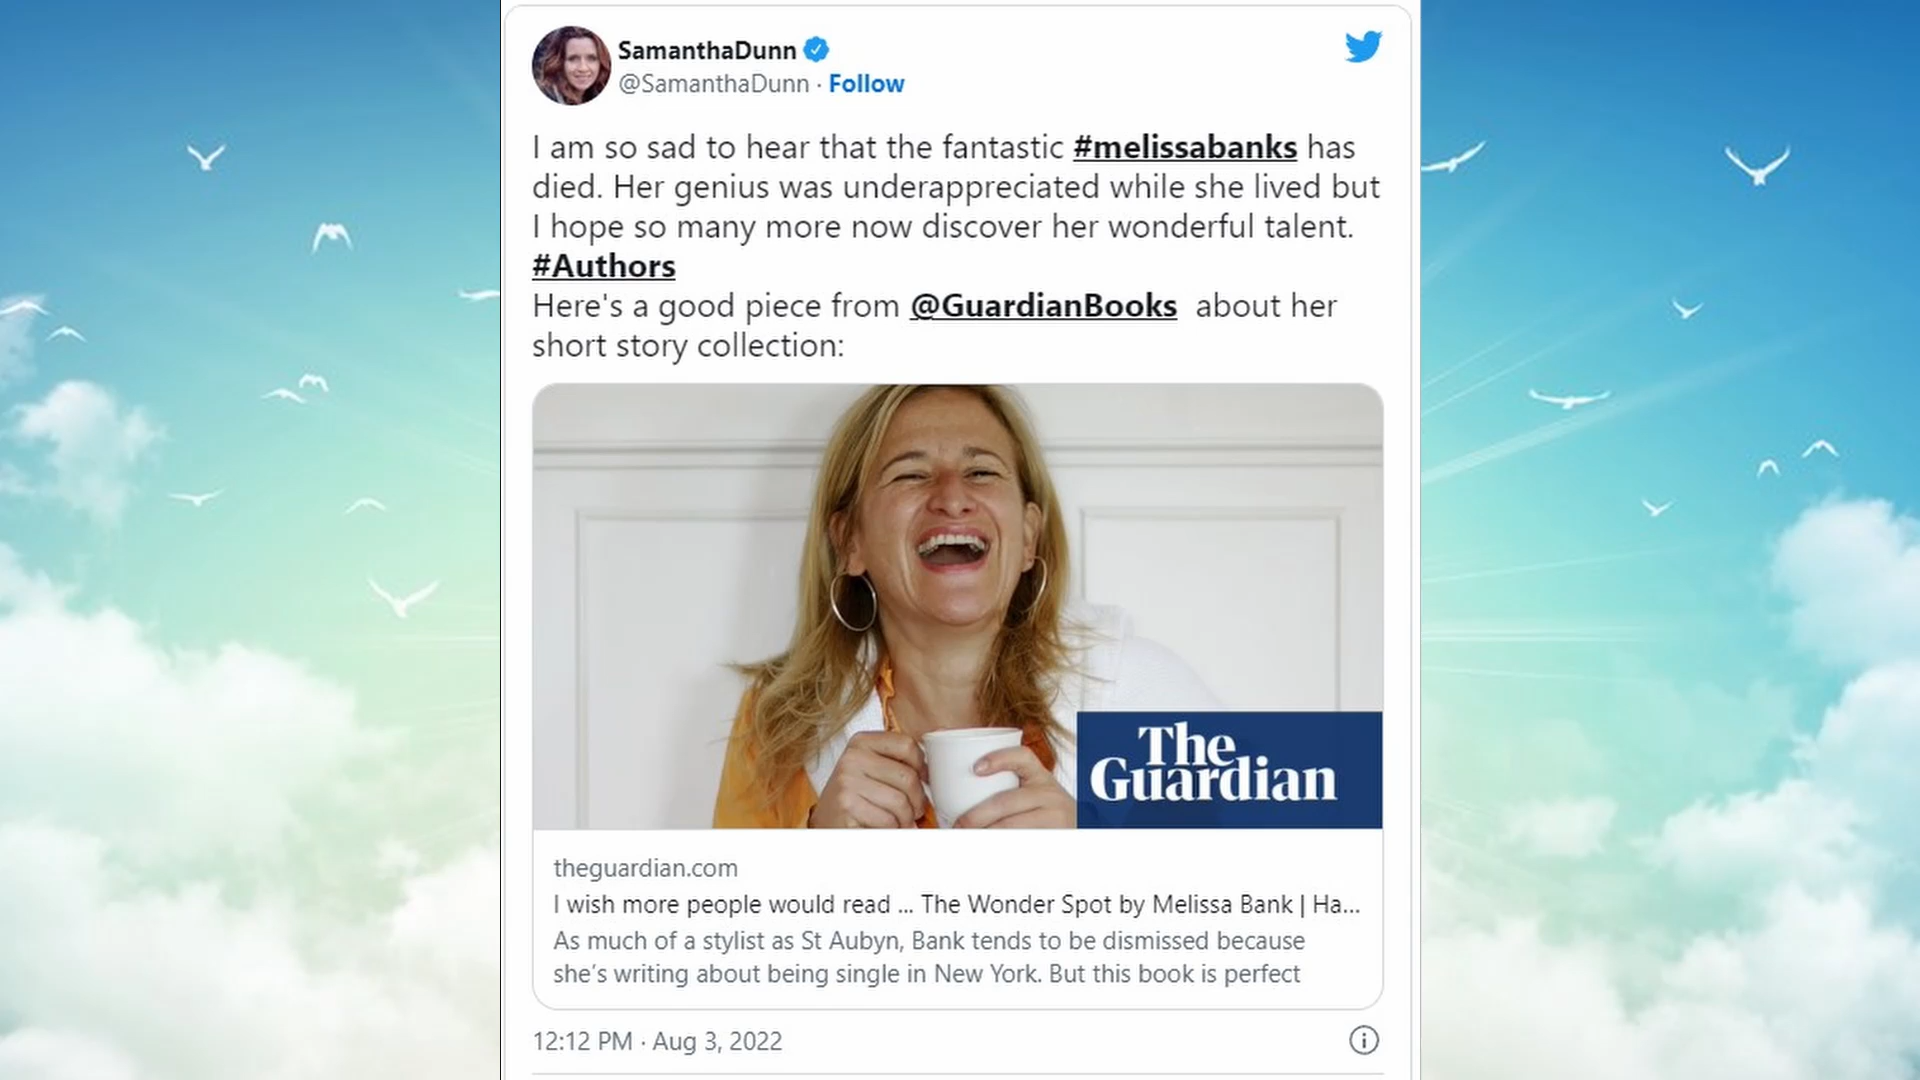 SamanthaDunn
@SamanthaDunn · Follow
I am so sad to hear that the fantastic #melissabanks has
died. Her genius was underappreciated while she lived but
I hope so many more now discover her wonderful talent.
#Authors
Here's a good piece from @GuardianBooks about her
short story collection:
The
Guardian
theguardian.com
I wish more people would read ... The Wonder Spot by Melissa Bank | Ha...
As much of a stylist as St Aubyn, Bank tends to be dismissed because
she’s writing about being single in New York. But this book is perfect
12:12 PM · Aug 3, 2022